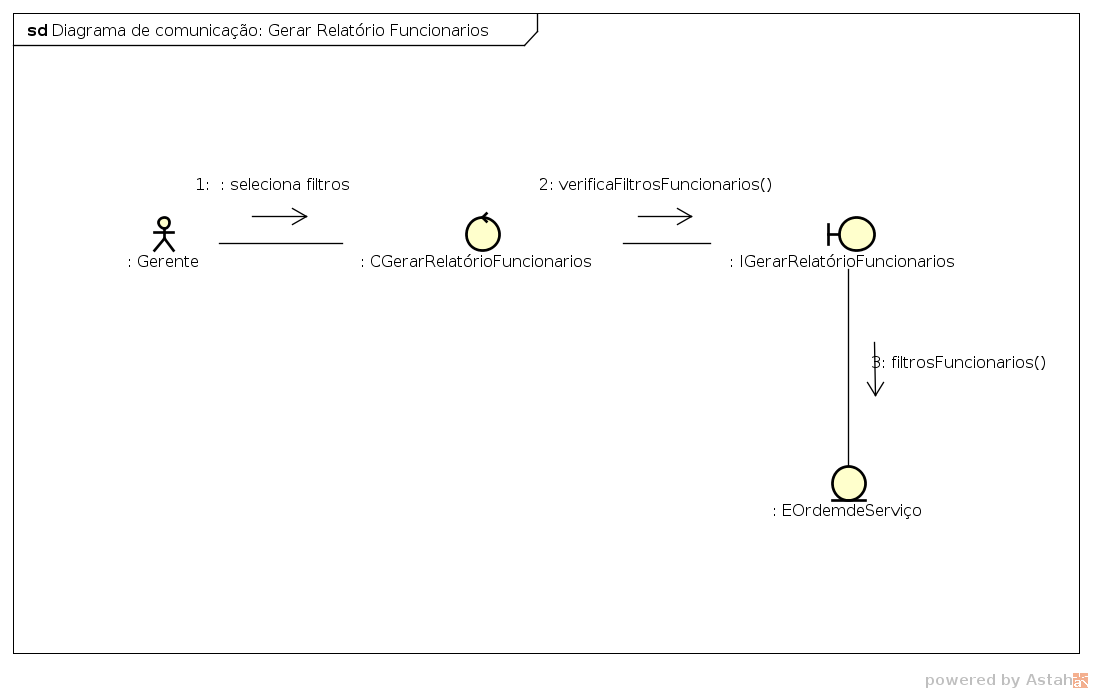 sd Diagrama de comunicação: Gerar Relatório Funcionarios
1:  : seleciona filtros
2: verificaFiltrosFuncionarios()
: Gerente
: CGerarRelatórioFuncionarios
: IGerarRelatórioFuncionarios
3: filtrosFuncionarios()
: EOrdemdeServiço
powered by Astah